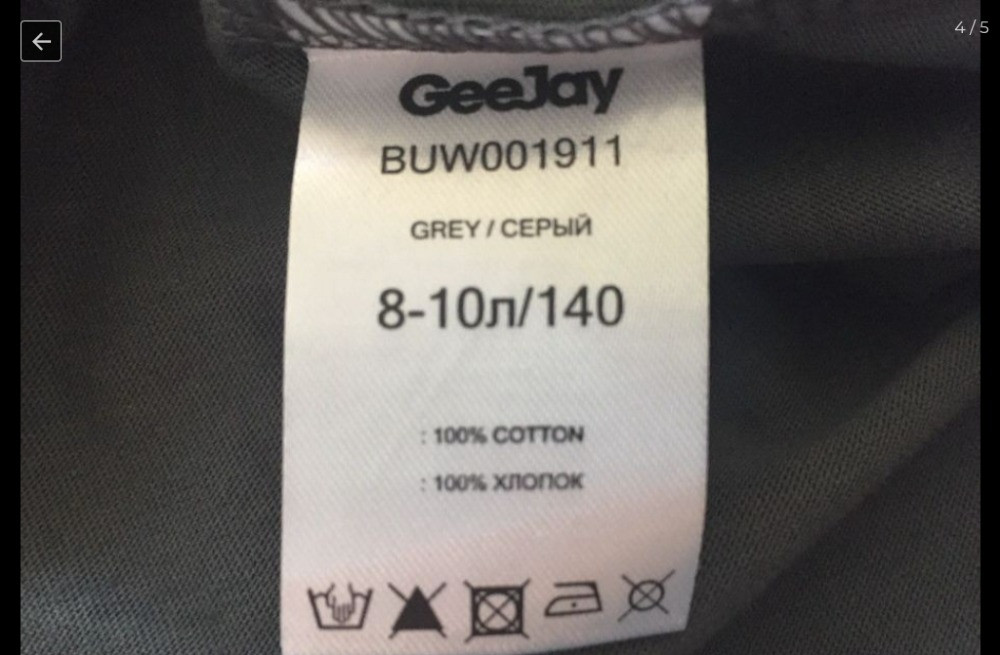 4 / 5
GeeJay
BUW001911
GREY / СЕРЫЙ
8-10л/140
: 100% COTTON
: 100% ХЛОПОК